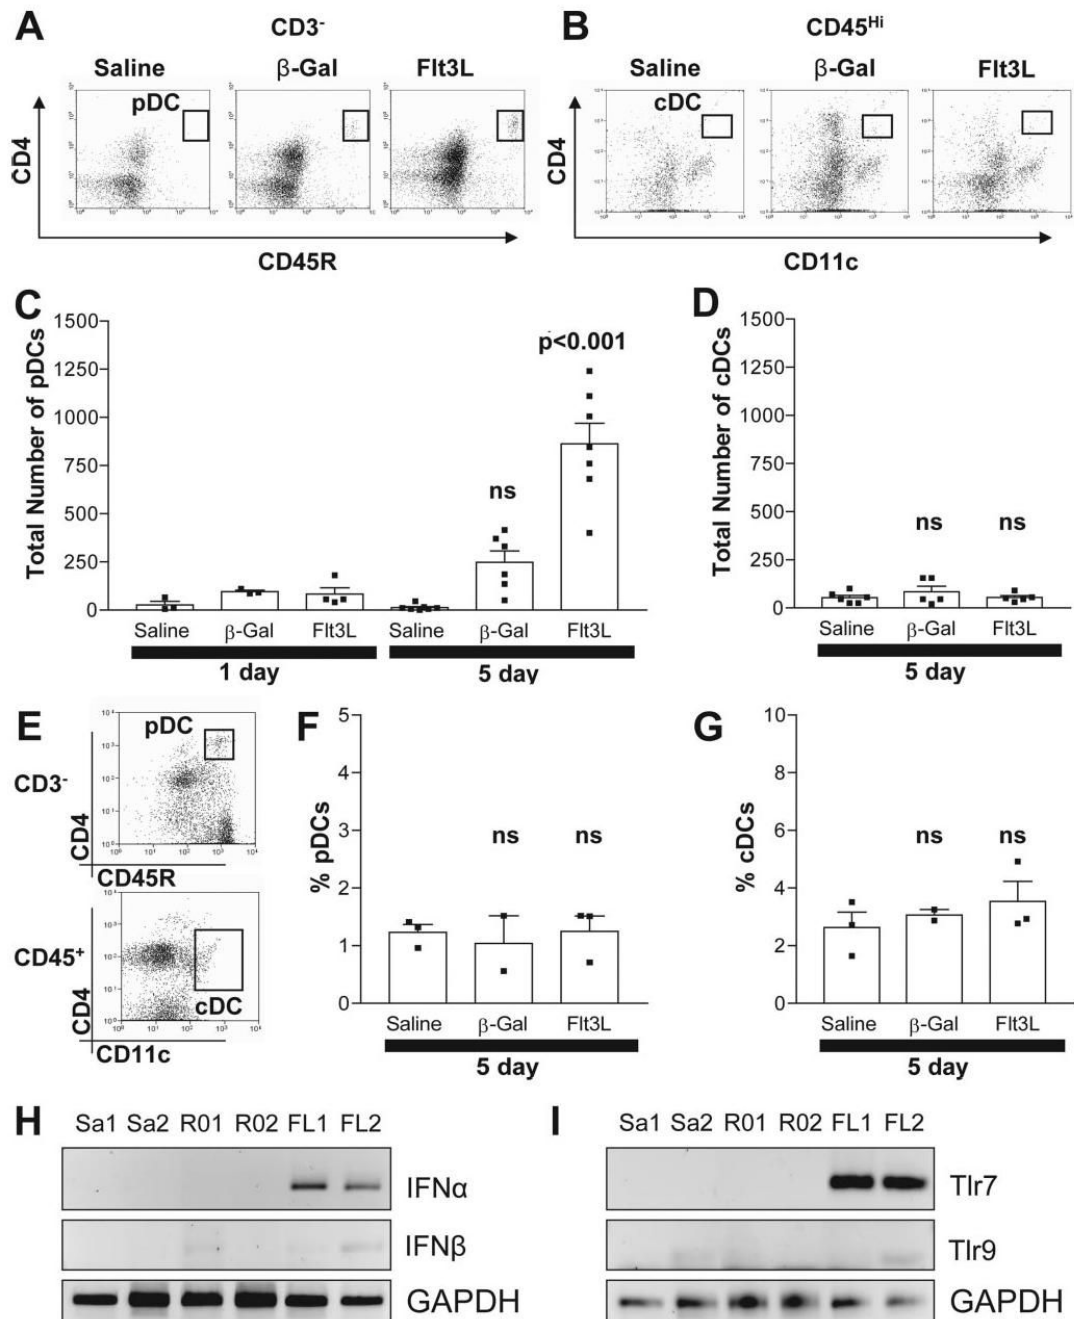 A
CD3-
Saline β-Gal Flt3L
pDC
CD4
CD45R
B
CD45Hi
Saline β-Gal Flt3L
cDC
CD4
CD11c
C
Total Number of pDCs
1500
1250
1000
750
500
250
0
ns
p<0.001
Saline β-Gal Flt3L Saline β-Gal Flt3L
1 day 5 day
D
Total Number of cDCs
1500
1250
1000
750
500
250
0
ns ns
Saline β-Gal Flt3L
5 day
E
pDC
CD3-
CD4
CD45R
CD45+
CD4
cDC
CD11c
F
% pDCs
5
4
3
2
1
0
ns ns
Saline β-Gal Flt3L
5 day
G
% cDCs
10
8
6
4
2
0
ns ns
Saline β-Gal Flt3L
5 day
H
Sa1 Sa2 R01 R02 FL1 FL2
IFNα
IFNβ
GAPDH
I
Sa1 Sa2 R01 R02 FL1 FL2
Tlr7
Tlr9
GAPDH